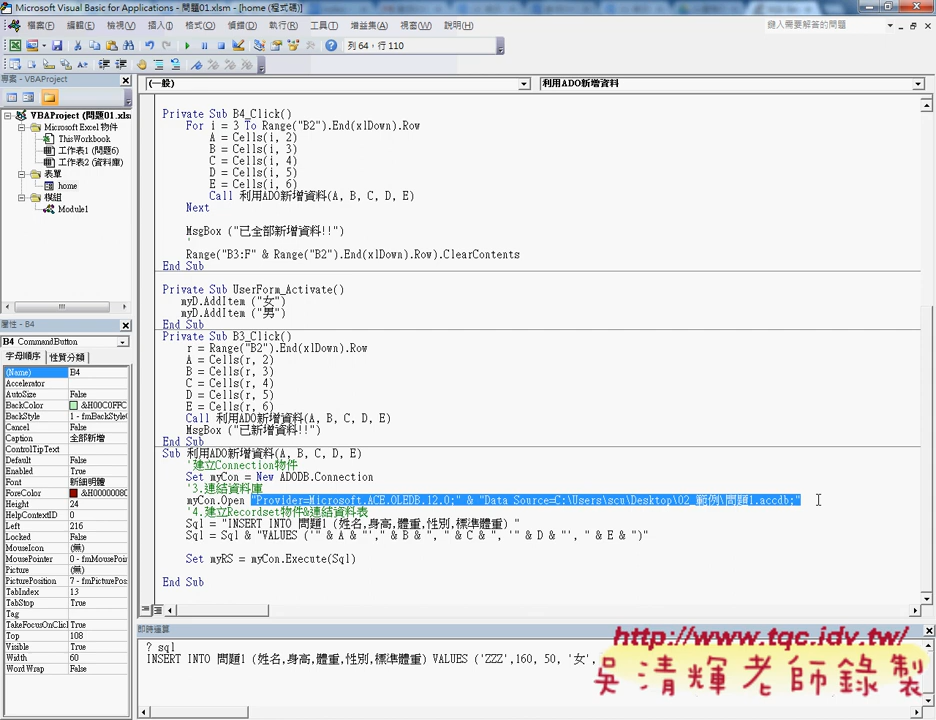 Microsoft Visual Basic for Applications - 問題01.xlsm - [home (程式碼)]
檔案(F) 編輯(E) 檢視(V) 插入(I) 格式(O) 偵錯(D) 執行(R) 工具(T) 增益集(A) 視窗(W) 說明(H)
鍵入需要解答的問題
列 64，行 110
專案 - VBAProject
VBAProject (問題01.xlsm
Microsoft Excel 物件
ThisWorkbook
工作表1 (問題6)
工作表2 (資料庫)
表單
home
模組
Module1
屬性 - B4
B4 CommandButton
字母順序 性質分類
(Name) B4
Accelerator
AutoSize False
BackColor &H00C0FFC
BackStyle 1 - fmBackStyle
Cancel False
Caption 全部新增
ControlTipText
Default False
Enabled True
Font 新細明體
ForeColor &H00000080
Height 24
HelpContextID 0
Left 216
Locked False
MouseIcon (無)
MousePointer 0 - fmMousePoi
Picture (無)
PicturePosition 7 - fmPicturePos
TabIndex 13
TabStop True
Tag
TakeFocusOnClic True
Top 108
Visible True
Width 60
WordWrap False
(一般) 利用ADO新增資料
Private Sub B4_Click()
For i = 3 To Range("B2").End(xlDown).Row
A = Cells(i, 2)
B = Cells(i, 3)
C = Cells(i, 4)
D = Cells(i, 5)
E = Cells(i, 6)
Call 利用ADO新增資料(A, B, C, D, E)
Next
MsgBox ("已全部新增資料!!")
'
Range("B3:F" & Range("B2").End(xlDown).Row).ClearContents
End Sub
Private Sub UserForm_Activate()
myD.AddItem ("女")
myD.AddItem ("男")
End Sub
Private Sub B3_Click()
r = Range("B2").End(xlDown).Row
A = Cells(r, 2)
B = Cells(r, 3)
C = Cells(r, 4)
D = Cells(r, 5)
E = Cells(r, 6)
Call 利用ADO新增資料(A, B, C, D, E)
MsgBox ("已新增資料!!")
End Sub
Sub 利用ADO新增資料(A, B, C, D, E)
'建立Connection物件
Set myCon = New ADODB.Connection
'3.連結資料庫
myCon.Open "Provider=Microsoft.ACE.OLEDB.12.0;" & "Data Source=C:\Users\scu\Desktop\02_範例\問題1.accdb;"
'4.建立Recordset物件&連結資料表
Sql = "INSERT INTO 問題1 (姓名,身高,體重,性別,標準體重) "
Sql = Sql & "VALUES ('" & A & "'," & B & ", " & C & ", '" & D & "', " & E & ")"
Set myRS = myCon.Execute(Sql)
End Sub
即時運算
? sql
INSERT INTO 問題1 (姓名,身高,體重,性別,標準體重) VALUES ('ZZZ',160, 50, '女',
http://www.tqc.idv.tw/
吳清輝老師錄製